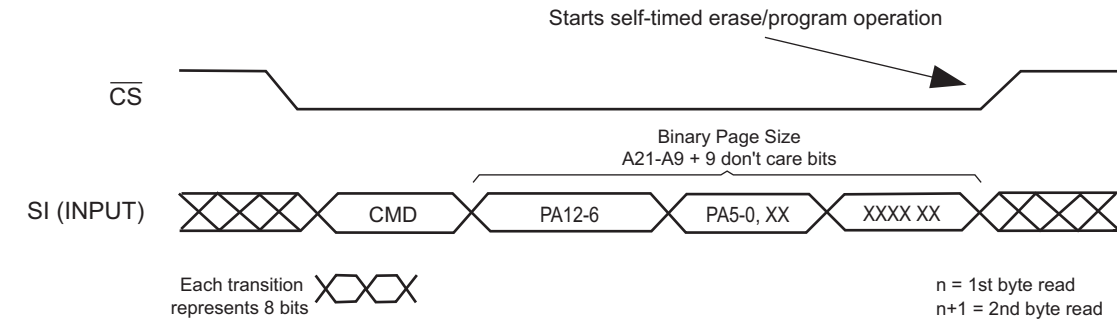 Starts self-timed erase/program operation
CS
Binary Page Size
A21-A9 + 9 don't care bits
SI (INPUT)
CMD
PA12-6
PA5-0, XX
XXXX XX
Each transition
represents 8 bits
n = 1st byte read
n+1 = 2nd byte read